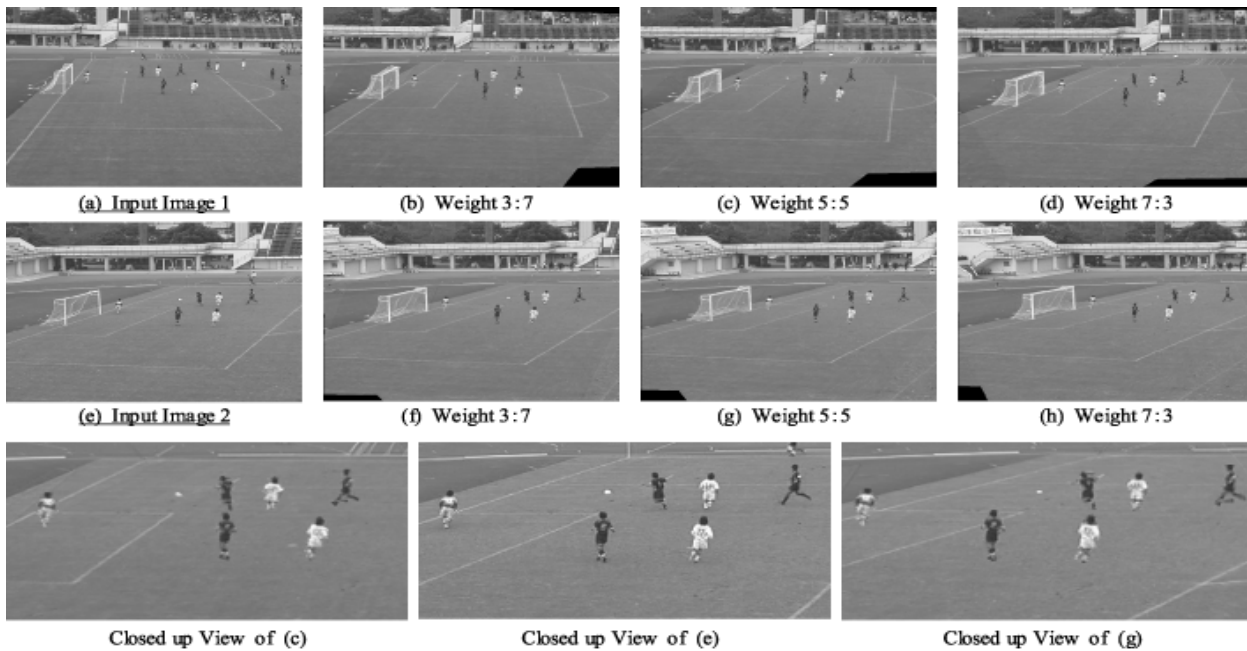 (a) Input Image 1
(b) Weight 3:7
(c) Weight 5:5
(d) Weight 7:3
(e) Input Image 2
(f) Weight 3:7
(g) Weight 5:5
(h) Weight 7:3
Closed up View of (c)
Closed up View of (e)
Closed up View of (g)